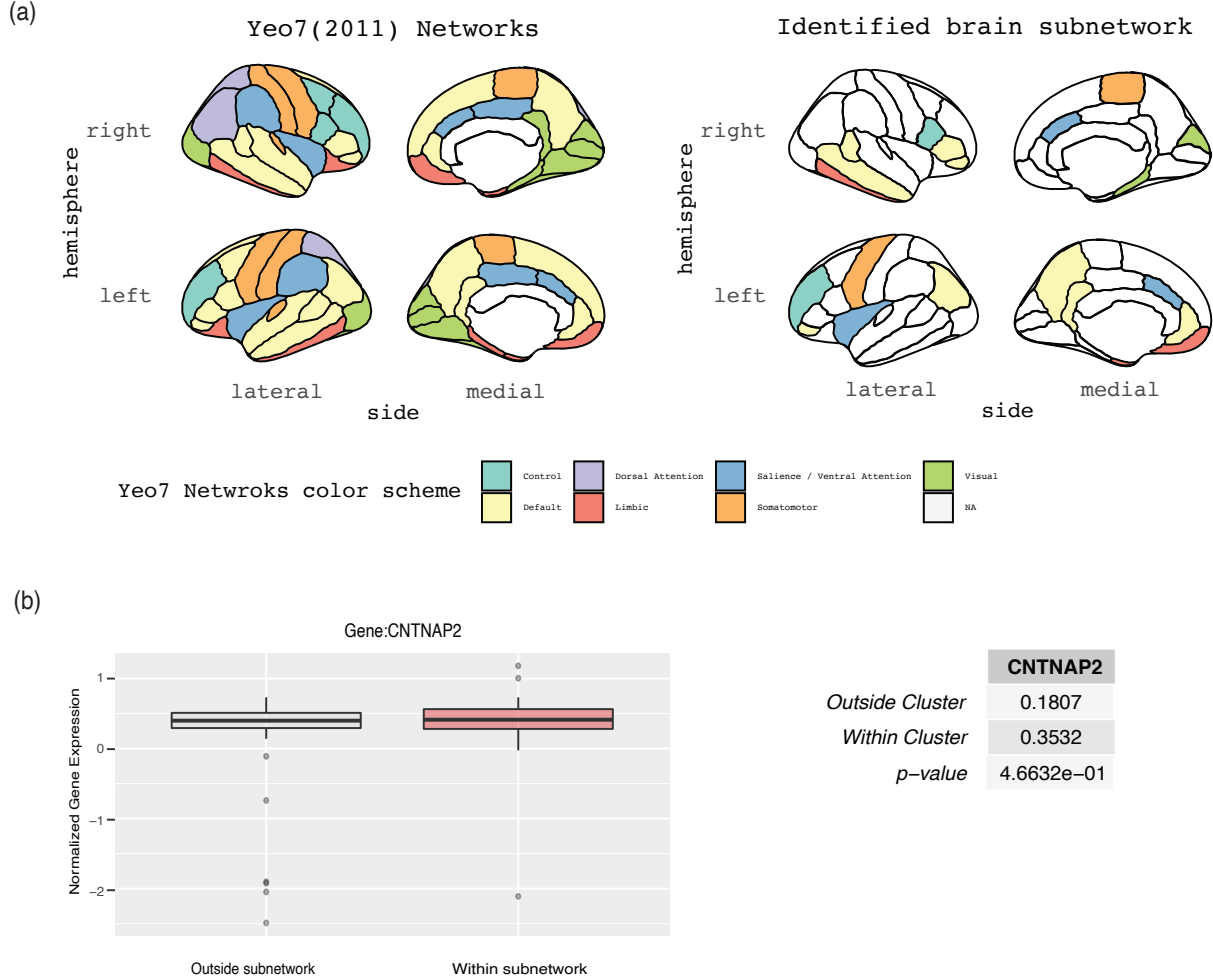 (a)
Yeo7(2011) Networks
Identified brain subnetwork
hemisphere
right
left
lateral
medial
side
hemisphere
right
left
lateral
medial
side
Yeo7 Netwroks color scheme
Control
Dorsal Attention
Salience / Ventral Attention
Visual
Default
Limbic
Somatomotor
NA
(b)
Gene:CNTNAP2
Normalized Gene Expression
1
0
−1
−2
Outside subnetwork
Within subnetwork
CNTNAP2
Outside Cluster 0.1807
Within Cluster 0.3532
p−value 4.6632e−01